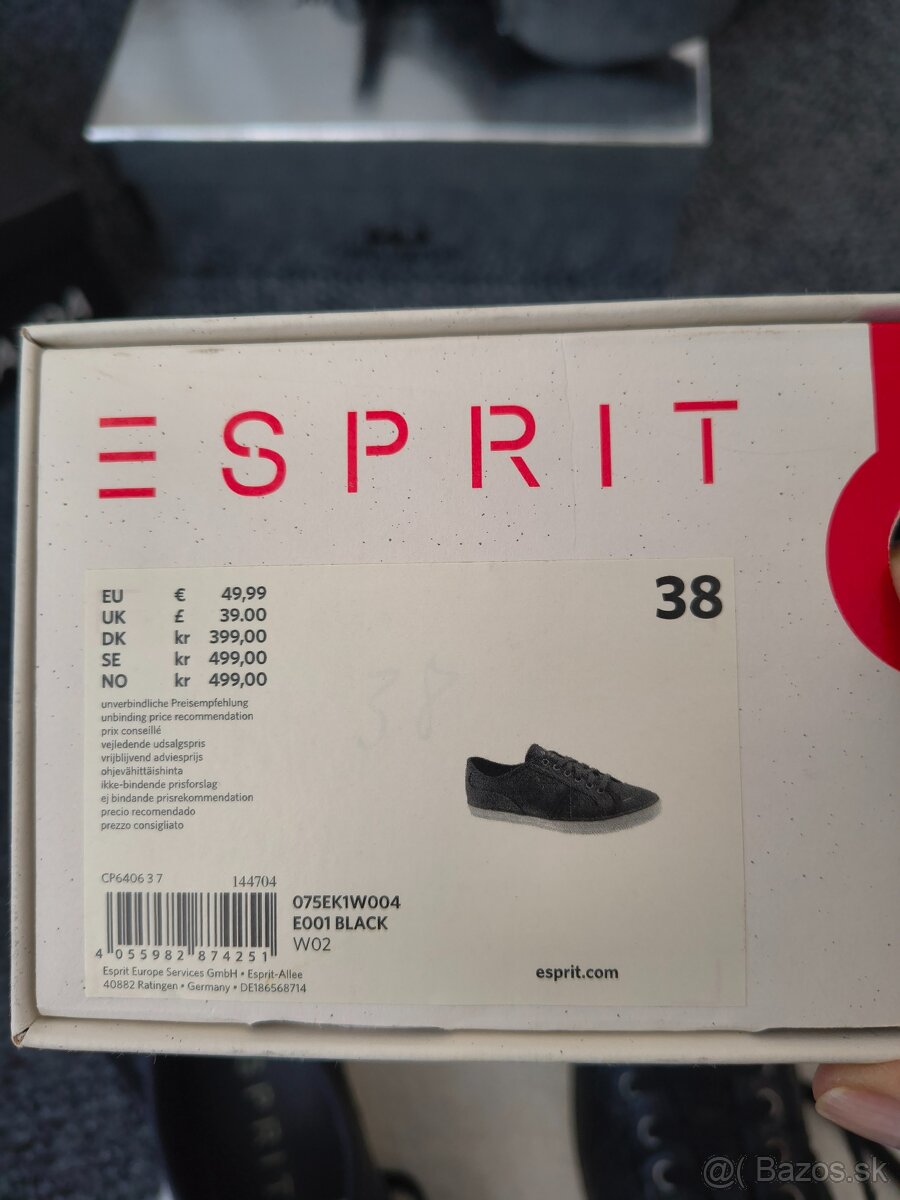 ESPRIT
EU € 49,99
UK £ 39.00
DK kr 399,00
SE kr 499,00
NO kr 499,00
unverbindliche Preisempfehlung
unbinding price recommendation
prix conseillé
vejledende udsalgspris
vrijblijvend adviesprijs
ohjevähittäishinta
ikke-bindende prisforslag
ej bindande prisrekommendation
precio recomendado
prezzo consigliato
38
38
CP6406 3 7
144704
4 055982 874251
075EK1W004
E001 BLACK
W02
Esprit Europe Services GmbH • Esprit-Allee
40882 Ratingen • Germany • DE186568714
esprit.com
@( Bazos.sk